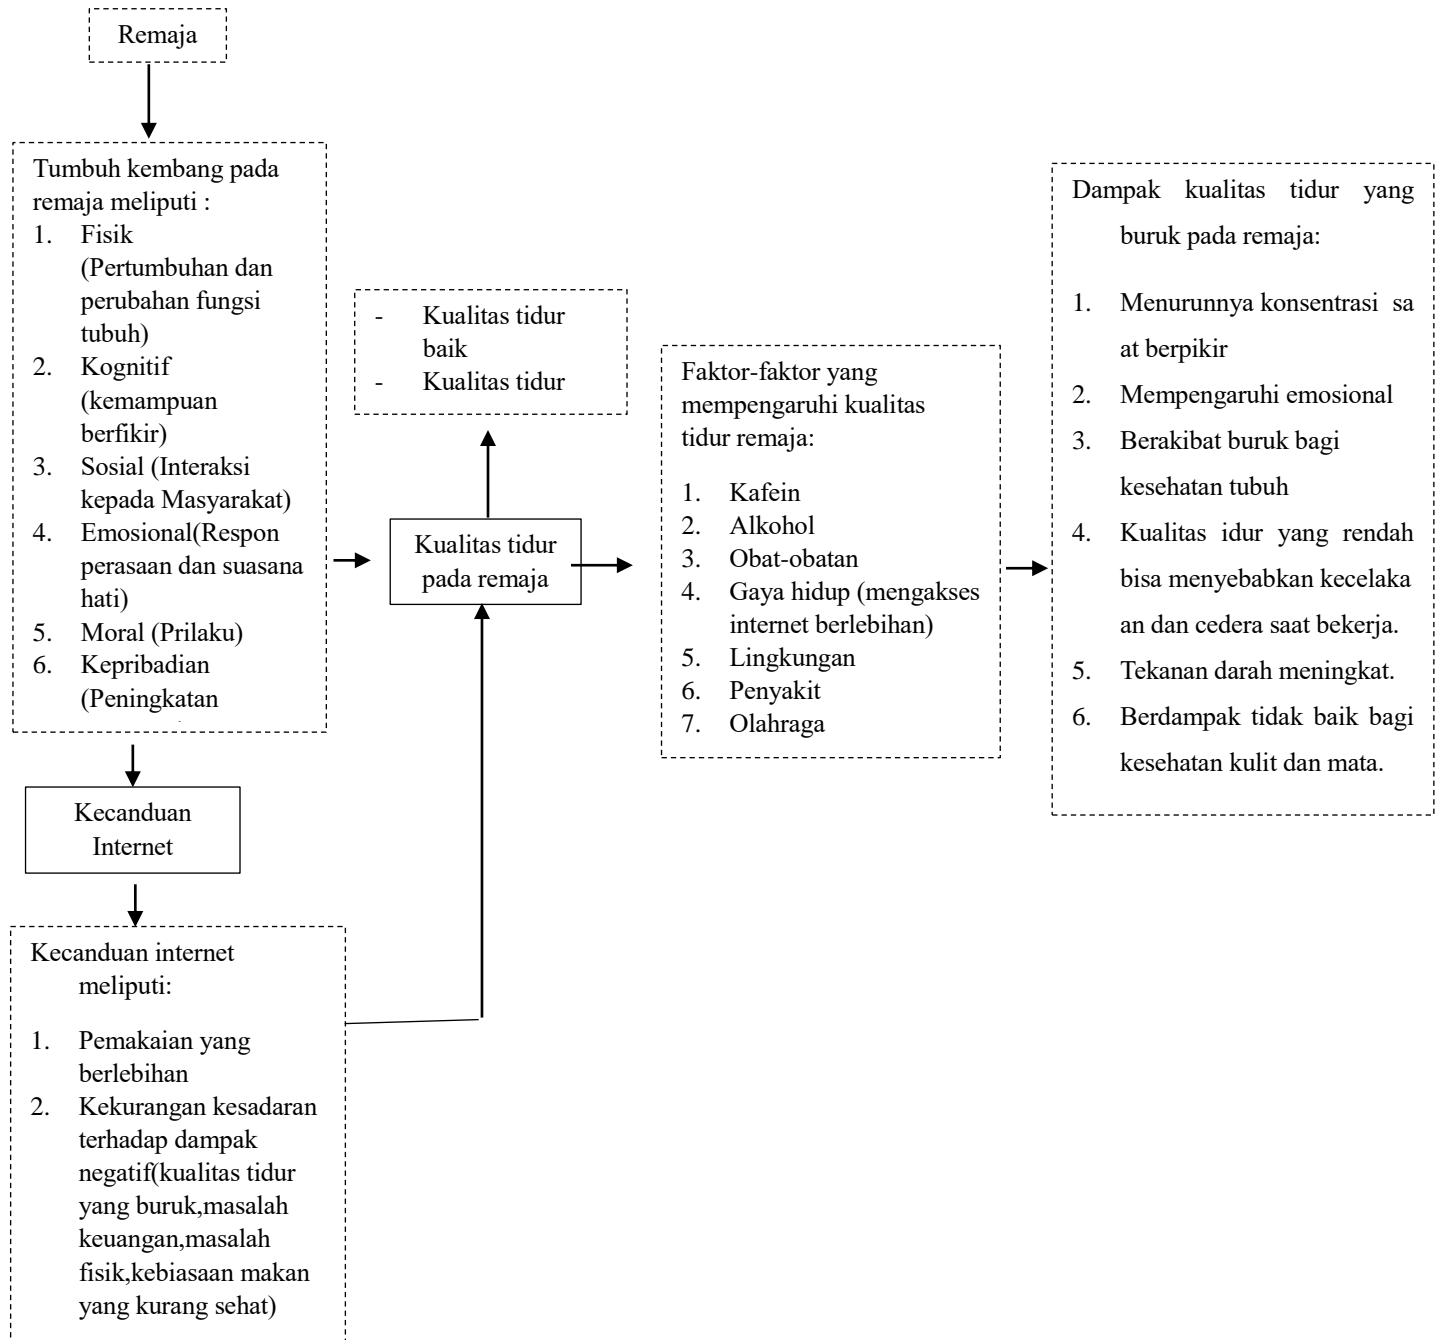 Remaja
Tumbuh kembang pada
remaja meliputi :
1. Fisik
(Pertumbuhan dan
perubahan fungsi
tubuh)
2. Kognitif
(kemampuan
berfikir)
3. Sosial (Interaksi
kepada Masyarakat)
4. Emosional(Respon
perasaan dan suasana
hati)
5. Moral (Prilaku)
6. Kepribadian
(Peningkatan
Kecanduan
Internet
Kecanduan internet
meliputi:
1. Pemakaian yang
berlebihan
2. Kekurangan kesadaran
terhadap dampak
negatif(kualitas tidur
yang buruk,masalah
keuangan,masalah
fisik,kebiasaan makan
yang kurang sehat)
- Kualitas tidur
baik
- Kualitas tidur
Kualitas tidur
pada remaja
Faktor-faktor yang
mempengaruhi kualitas
tidur remaja:
1. Kafein
2. Alkohol
3. Obat-obatan
4. Gaya hidup (mengakses
internet berlebihan)
5. Lingkungan
6. Penyakit
7. Olahraga
Dampak kualitas tidur yang
buruk pada remaja:
1. Menurunnya konsentrasi sa
at berpikir
2. Mempengaruhi emosional
3. Berakibat buruk bagi
kesehatan tubuh
4. Kualitas idur yang rendah
bisa menyebabkan kecelaka
an dan cedera saat bekerja.
5. Tekanan darah meningkat.
6. Berdampak tidak baik bagi
kesehatan kulit dan mata.